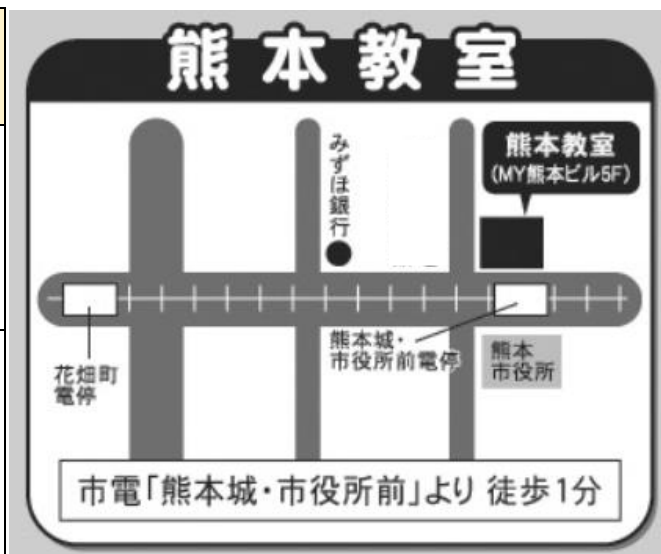 熊本教室
みずほ銀行
熊本教室
(MY熊本ビル5F)
花畑町
電停
熊本城・
市役所前電停
熊本
市役所
市電「熊本城・市役所前」より 徒歩1分